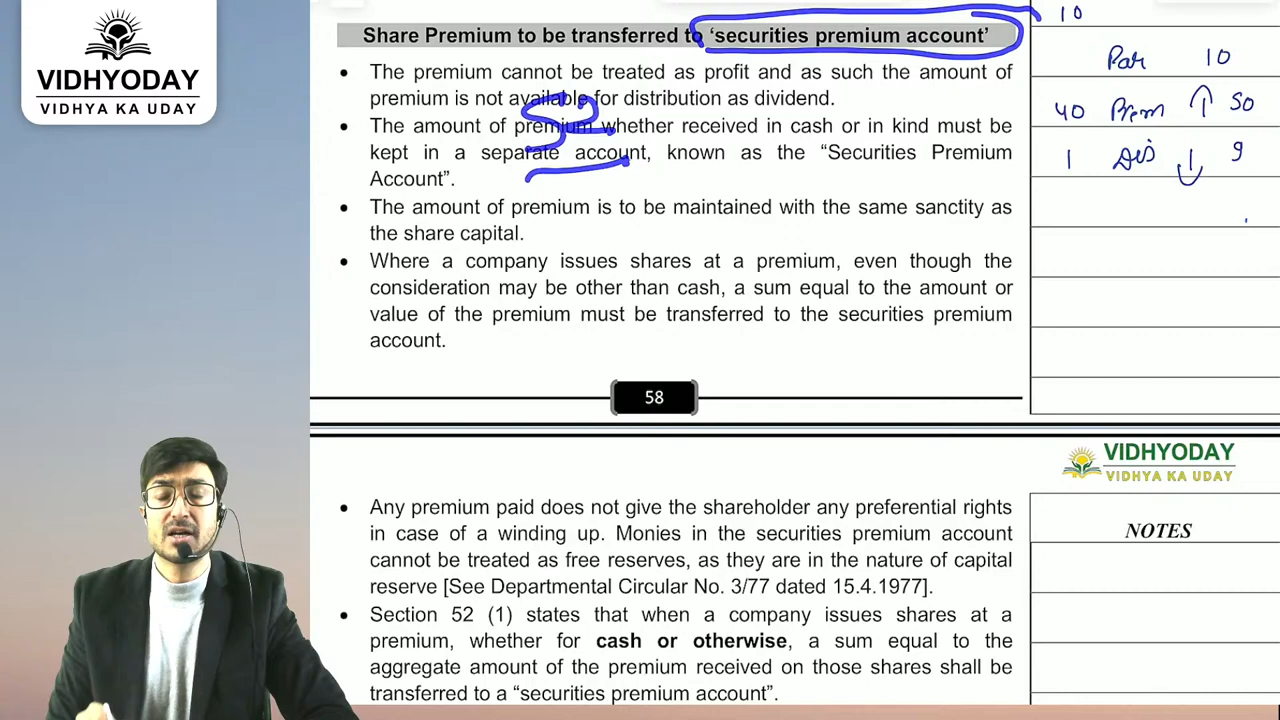 VIDHYODAY
VIDHYA KA UDAY
10
Share Premium to be transferred to ‘securities premium account’
• The premium cannot be treated as profit and as such the amount of
premium is not available for distribution as dividend.
Par 10
40 Prem ↑ 50
1 Dis ↓ 9
52
• The amount of premium whether received in cash or in kind must be
kept in a separate account, known as the “Securities Premium
Account”.
• The amount of premium is to be maintained with the same sanctity as
the share capital.
• Where a company issues shares at a premium, even though the
consideration may be other than cash, a sum equal to the amount or
value of the premium must be transferred to the securities premium
account.
58
VIDHYODAY
VIDHYA KA UDAY
• Any premium paid does not give the shareholder any preferential rights
in case of a winding up. Monies in the securities premium account
cannot be treated as free reserves, as they are in the nature of capital
reserve [See Departmental Circular No. 3/77 dated 15.4.1977].
NOTES
• Section 52 (1) states that when a company issues shares at a
premium, whether for cash or otherwise, a sum equal to the
aggregate amount of the premium received on those shares shall be
transferred to a “securities premium account”.